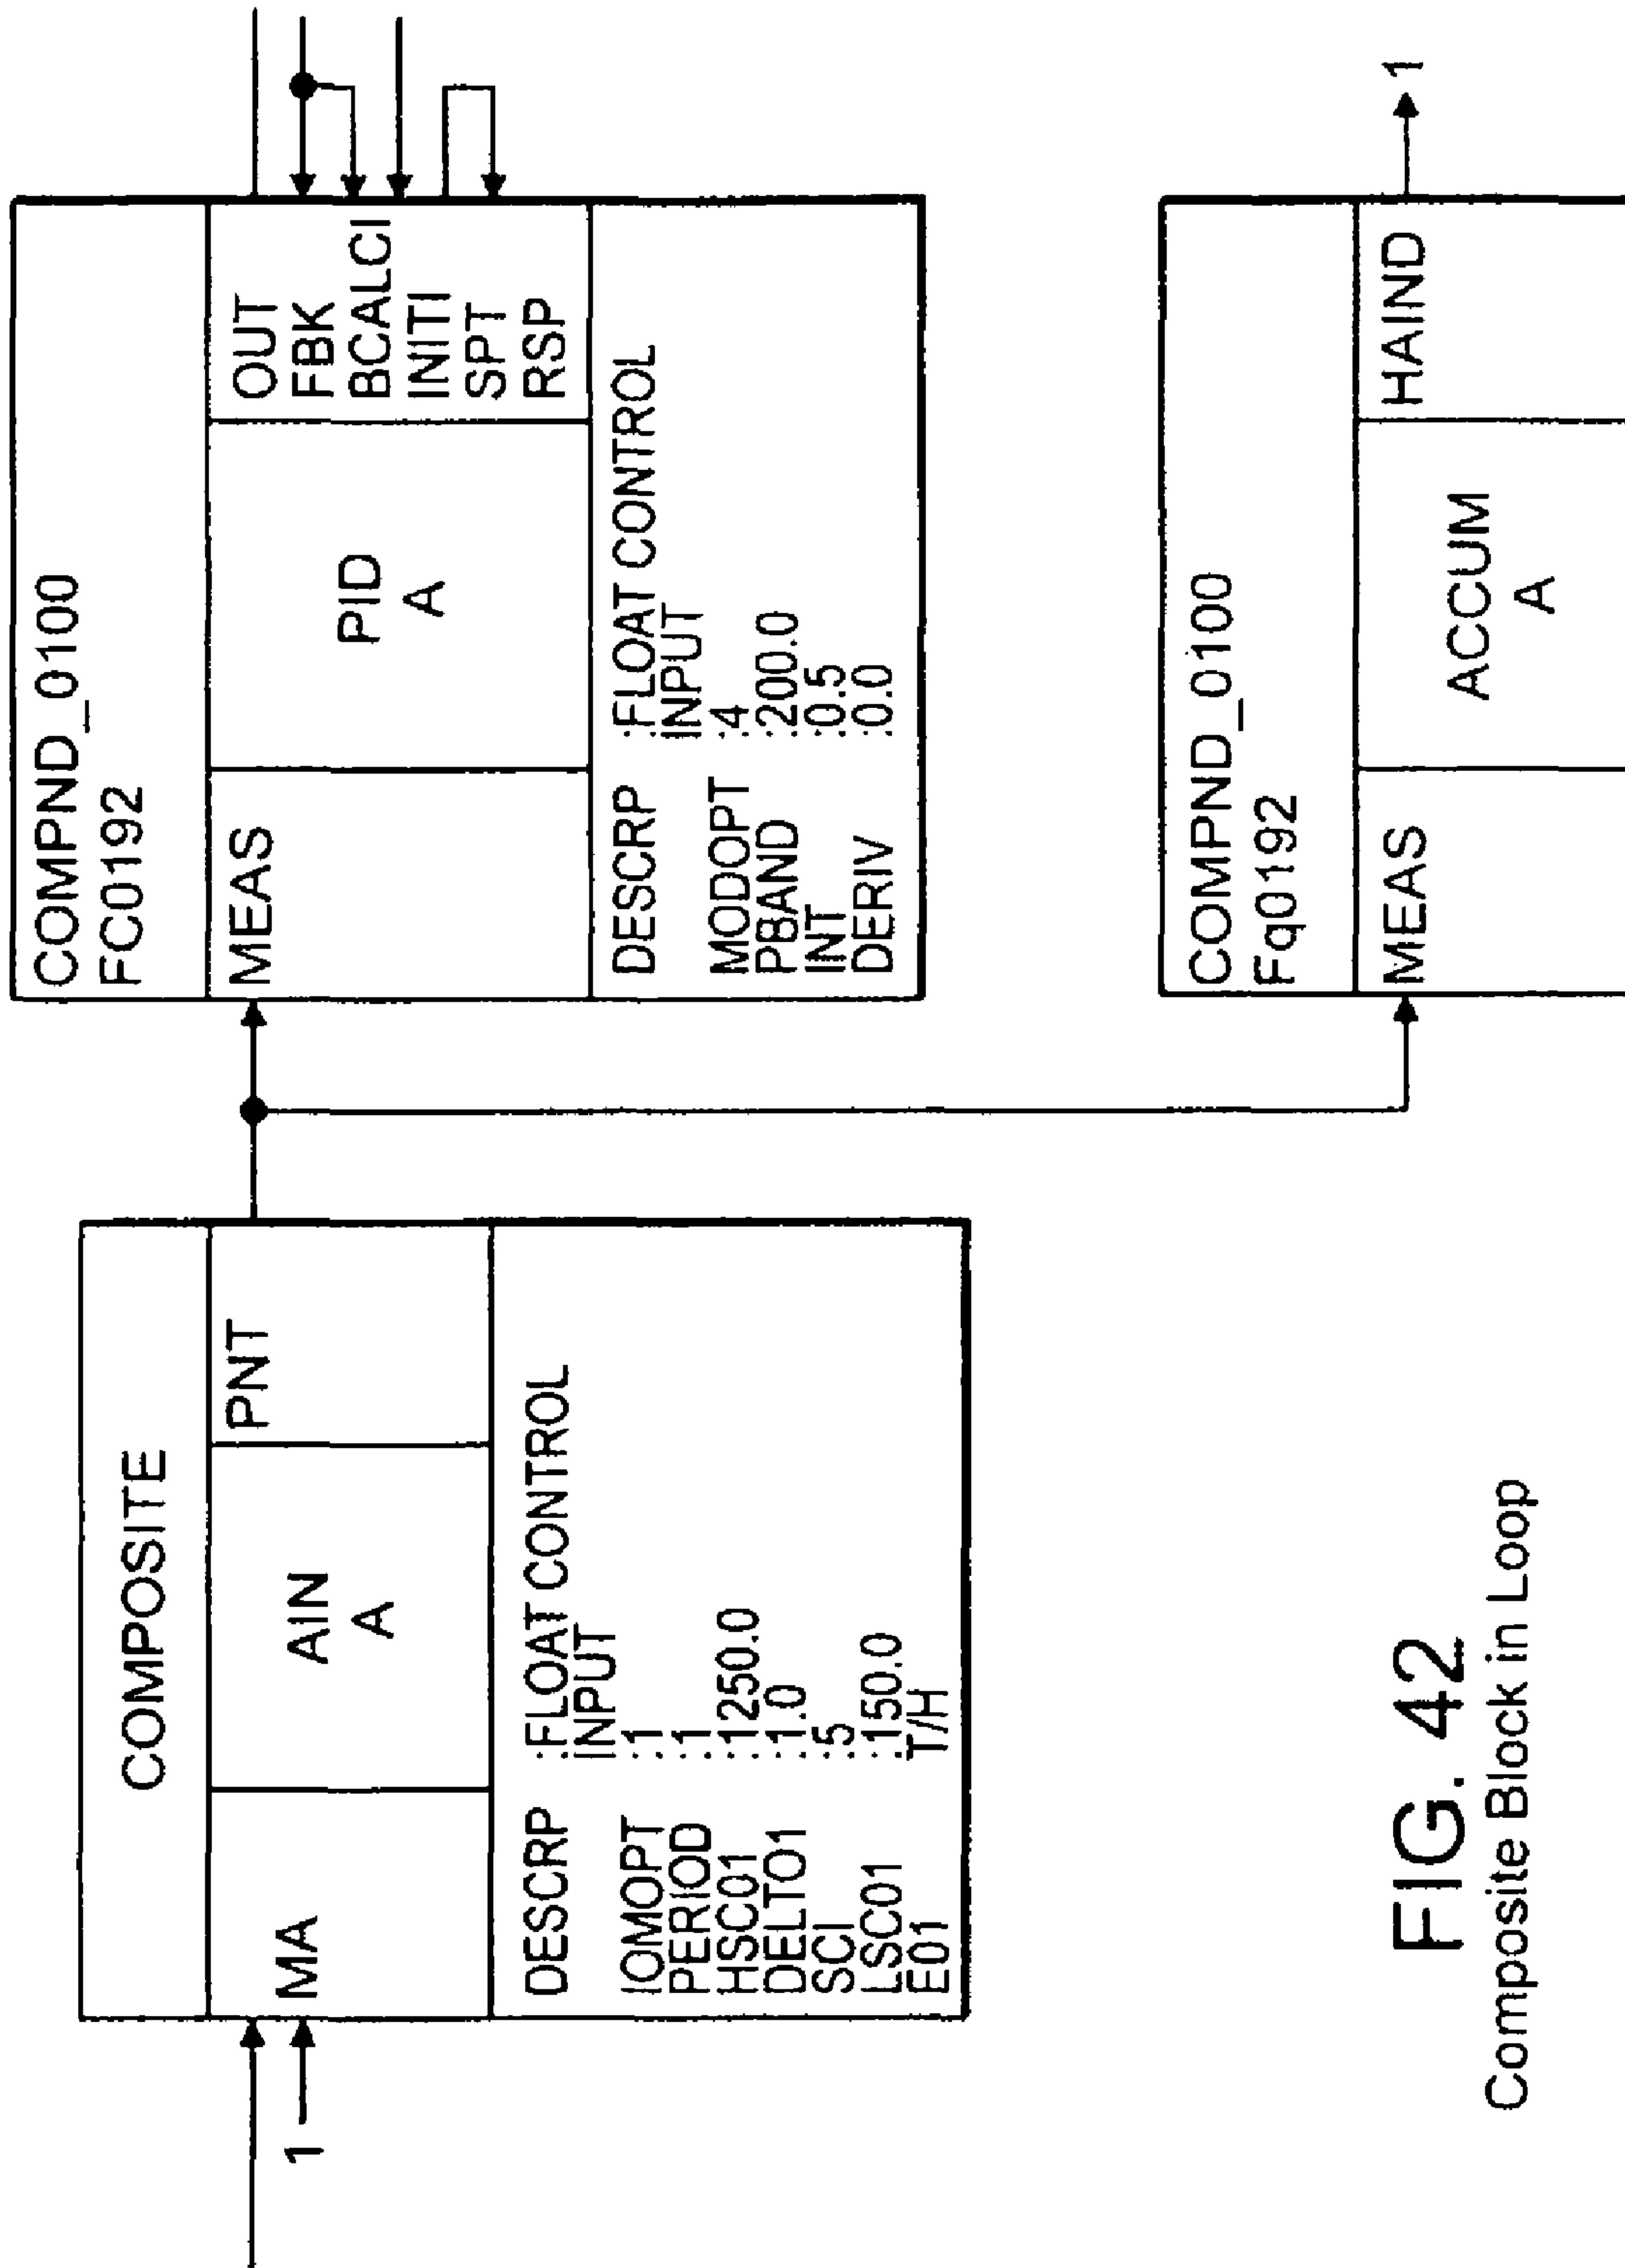 COMPOSITE
MA
AIN
A
PNT
DESCRP :FLOAT CONTROL
INPUT
IOMOPT :1
PERIOD :1
HSC01 :1250.0
DELTO1 :1.0
SCI :5
LSC01 :150.0
E01 T/H
1
COMPND_0100
FC0192
MEAS
PID
A
OUT
FBK
BCALCI
INITI
SPT
RSP
DESCRP :FLOAT CONTROL
INPUT
MODOPT :4
PBAND :200.0
INT :0.5
DERIV :0.0
COMPND_0100
Fq0192
MEAS
ACCUM
A
HAIND
1
FIG. 42
Composite Block in Loop